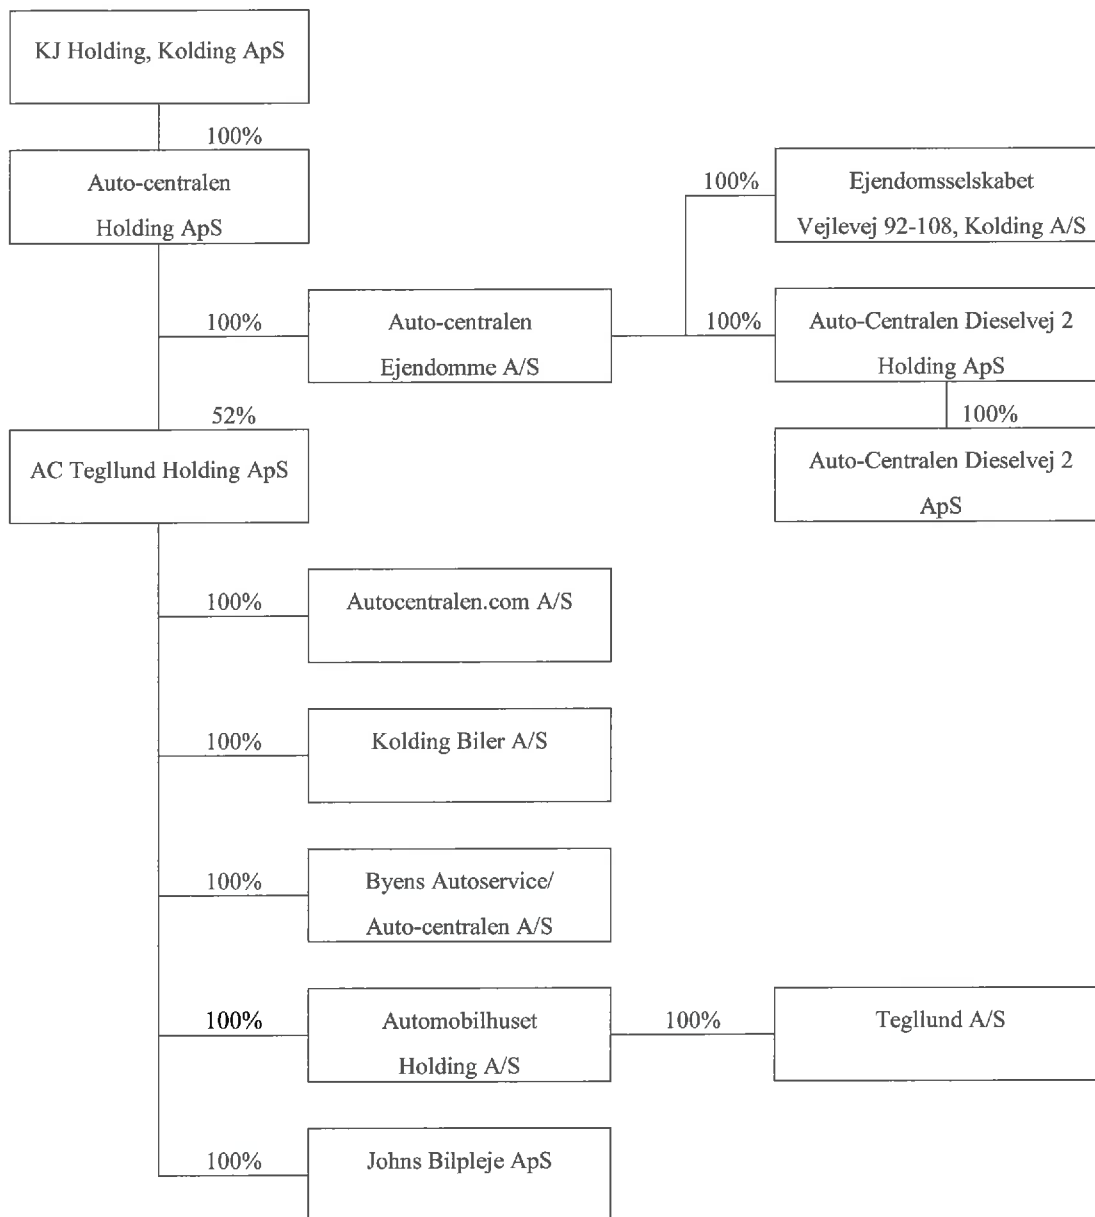 KJ Holding, Kolding ApS
100%
Auto-centralen
Holding ApS
100%
Ejendomsselskabet
Vejlevej 92-108, Kolding A/S
100%
Auto-centralen
Ejendomme A/S
100%
Auto-Centralen Dieselvej 2
Holding ApS
52%
100%
AC Tegllund Holding ApS
Auto-Centralen Dieselvej 2
ApS
100%
Autocentralen.com A/S
100%
Kolding Biler A/S
100%
Byens Autoservice/
Auto-centralen A/S
100%
Automobilhuset
Holding A/S
100%
Tegllund A/S
100%
Johns Bilpleje ApS